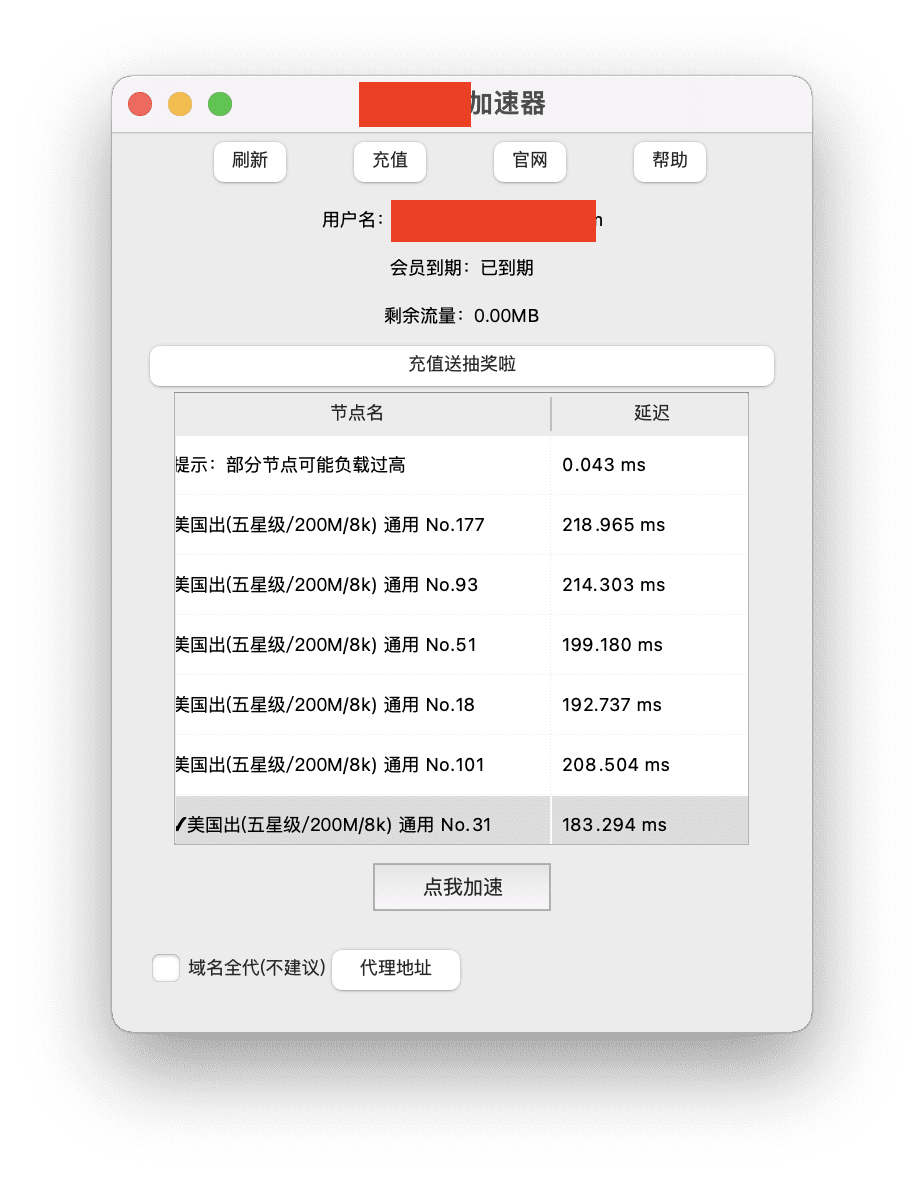 加速器
刷新 充值 官网 帮助
用户名：
会员到期：已到期
剩余流量：0.00MB
充值送抽奖啦
节点名 延迟
提示：部分节点可能负载过高 0.043 ms
美国出(五星级/200M/8k) 通用 No.177 218.965 ms
美国出(五星级/200M/8k) 通用 No.93 214.303 ms
美国出(五星级/200M/8k) 通用 No.51 199.180 ms
美国出(五星级/200M/8k) 通用 No.18 192.737 ms
美国出(五星级/200M/8k) 通用 No.101 208.504 ms
✓美国出(五星级/200M/8k) 通用 No.31 183.294 ms
点我加速
域名全代(不建议) 代理地址